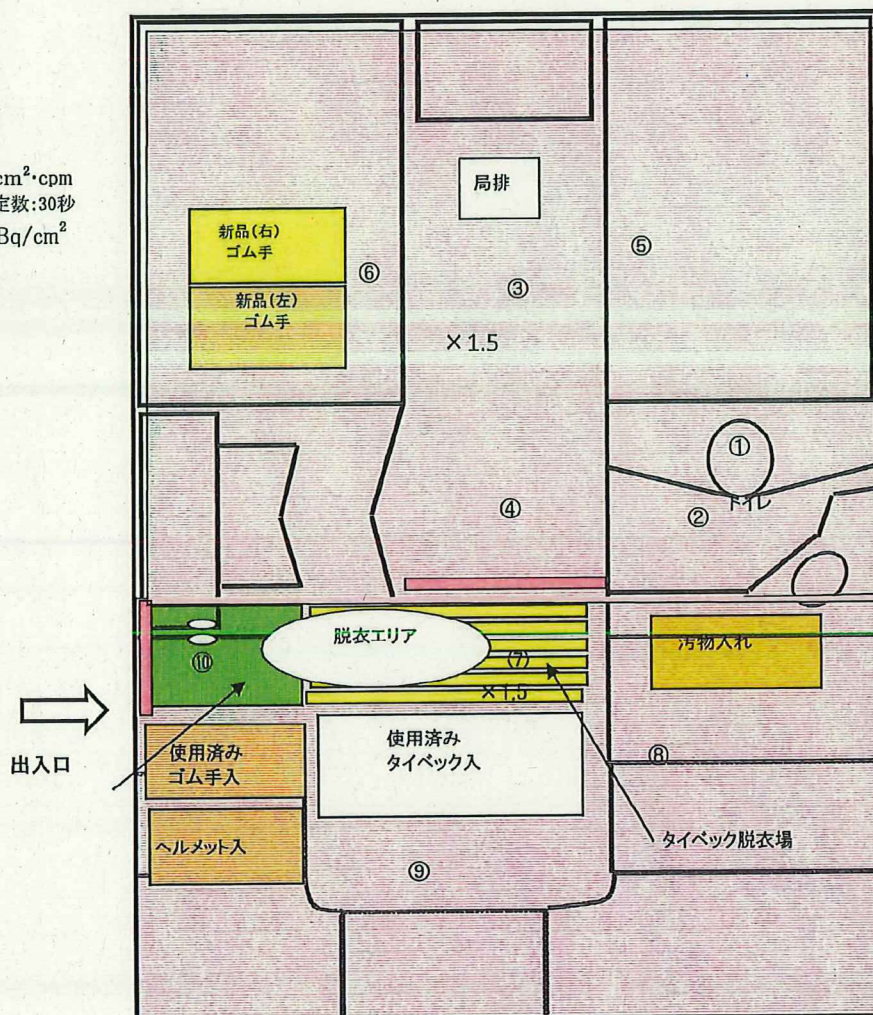 cm²･cpm
定数:30秒
Bq/cm²
局排
新品(右)
ゴム手
⑥
③
⑤
新品(左)
ゴム手
×1.5
①
④
②
トイレ
脱衣エリア
⑩
(7)
汚物入れ
×1.5
出入口
使用済み
ゴム手入
使用済み
タイベック入
⑧
ヘルメット入
タイベック脱衣場
⑨